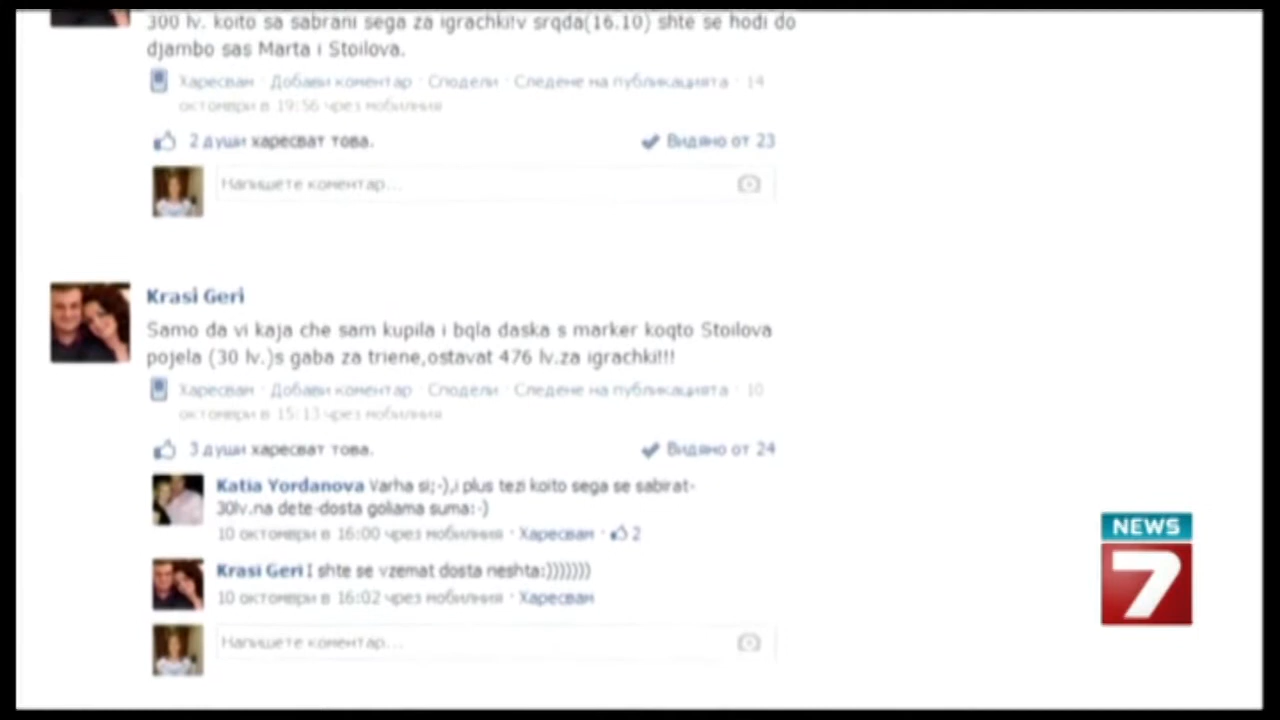 300 lv. koito sa sabrani sega za igrachki!v srqda(16.10) shte se hodi do
djambo sas Marta i Stoilova.
Харесвам · Добави коментар · Сподели · Следене на публикацията · 14
октомври в 19:56 чрез мобилния
2 души харесват това. Видяно от 23
Напишете коментар...
Krasi Geri
Samo da vi kaja che sam kupila i bqla daska s marker koqto Stoilova
pojela (30 lv.)s gaba za triene,ostavat 476 lv.za igrachki!!!
Харесвам · Добави коментар · Сподели · Следене на публикацията · 10
октомври в 15:13 чрез мобилния
3 души харесват това. Видяно от 24
Katia Yordanova Varha si;-),i plus tezi koito sega se sabirat-
30lv.na dete-dosta goliama suma:-)
10 октомври в 16:00 чрез мобилния · Харесвам · 2
Krasi Geri I shte se vzemat dosta neshta:)))))))
10 октомври в 16:02 чрез мобилния · Харесвам
Напишете коментар...
NEWS
7